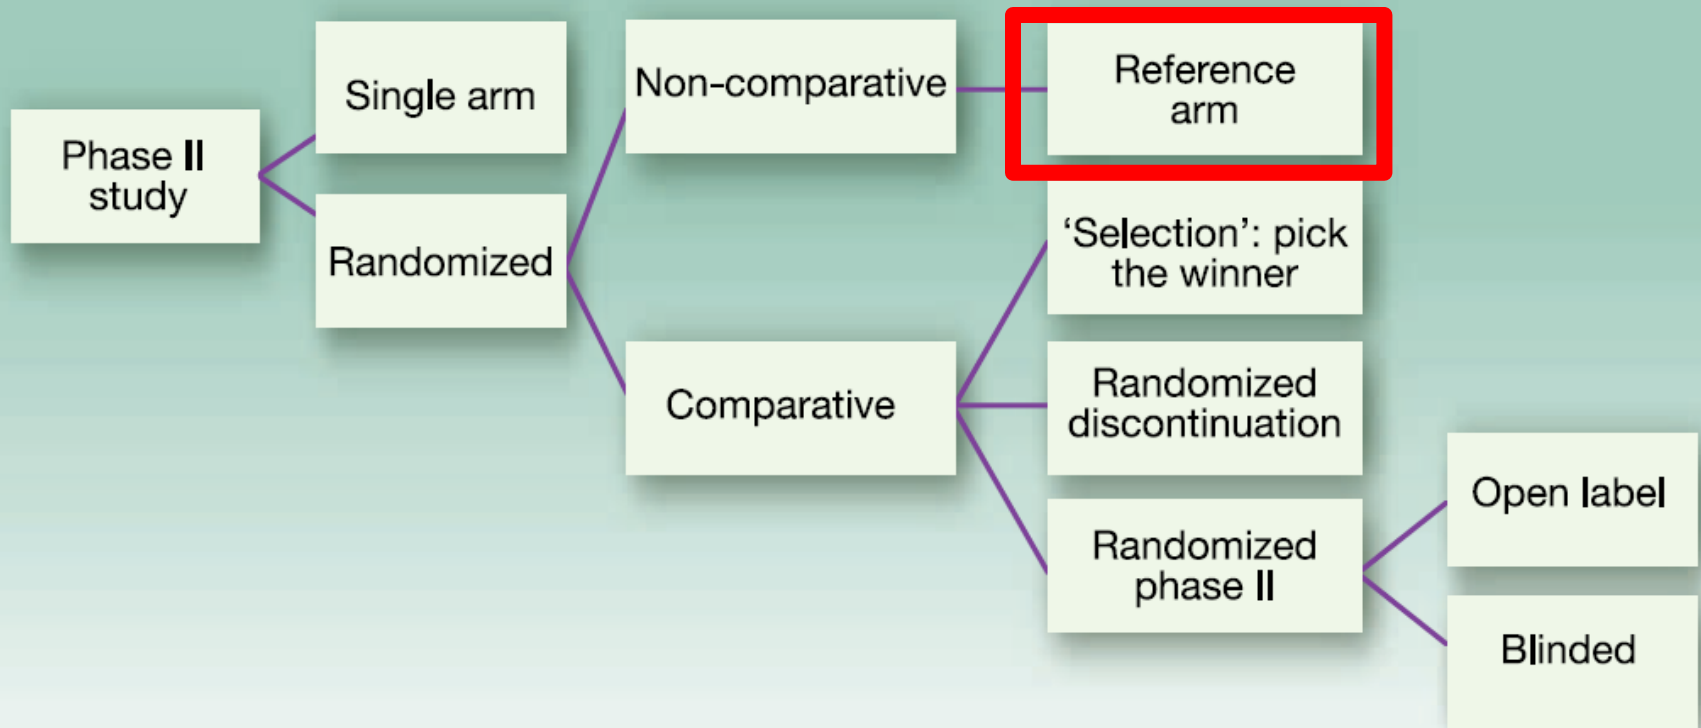 Phase II
study
Single arm
Randomized
Non-comparative
Comparative
Reference
arm
‘Selection’: pick
the winner
Randomized
discontinuation
Randomized
phase II
Open label
Blinded